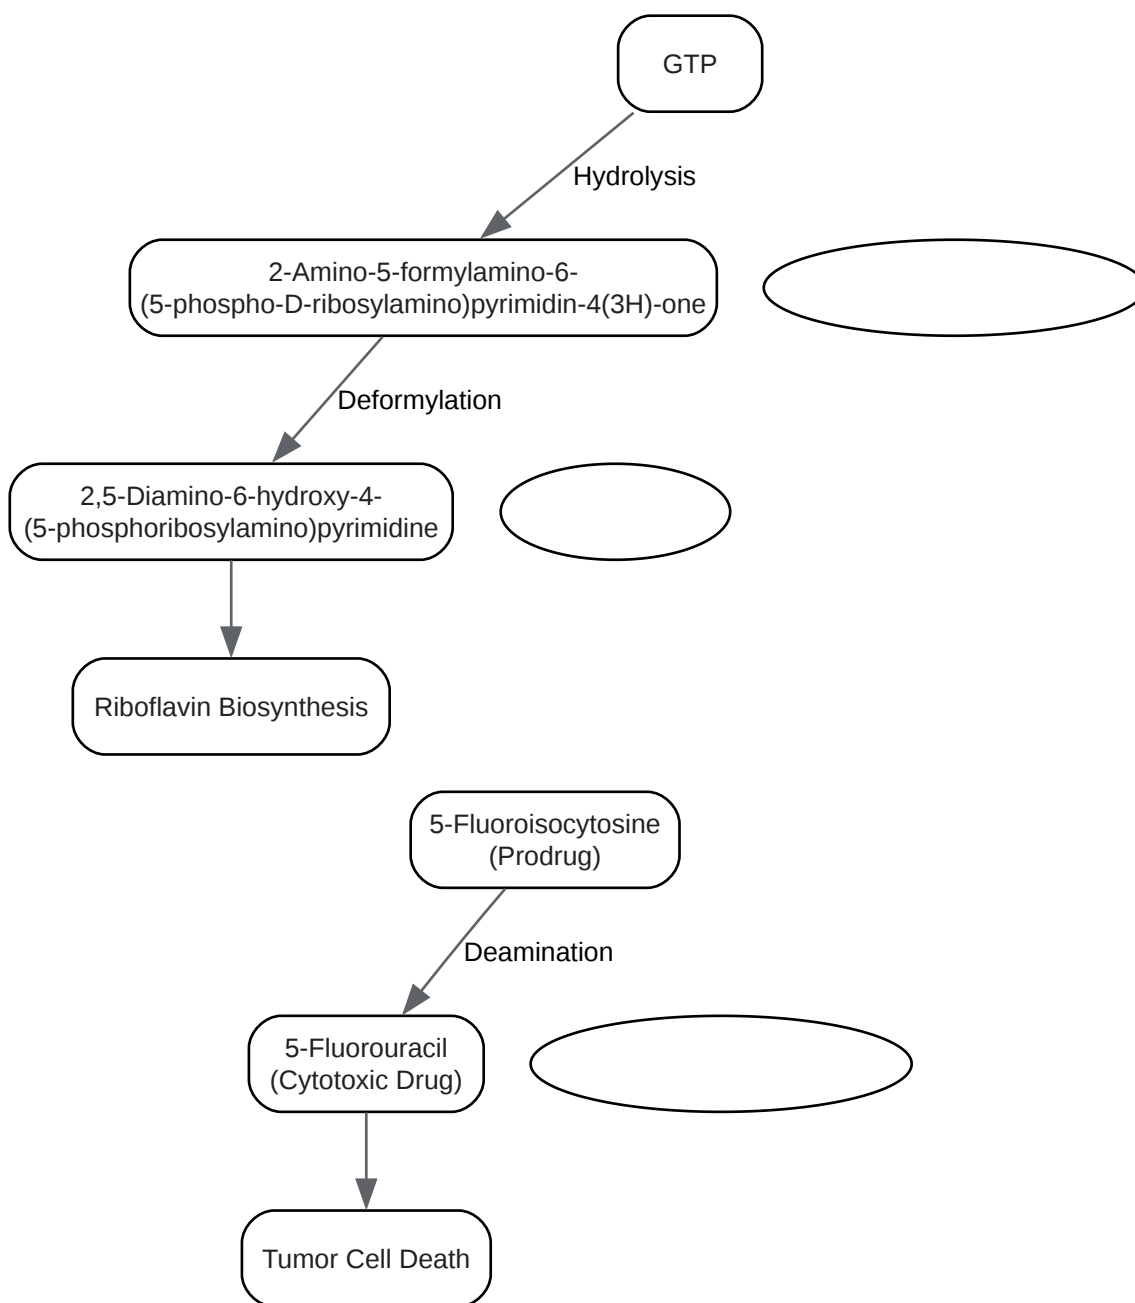 GTP
Hydrolysis
2-Amino-5-formylamino-6-
(5-phospho-D-ribosylamino)pyrimidin-4(3H)-one
Deformylation
2,5-Diamino-6-hydroxy-4-
(5-phosphoribosylamino)pyrimidine
Riboflavin Biosynthesis
5-Fluoroisocytosine
(Prodrug)
Deamination
5-Fluorouracil
(Cytotoxic Drug)
Tumor Cell Death